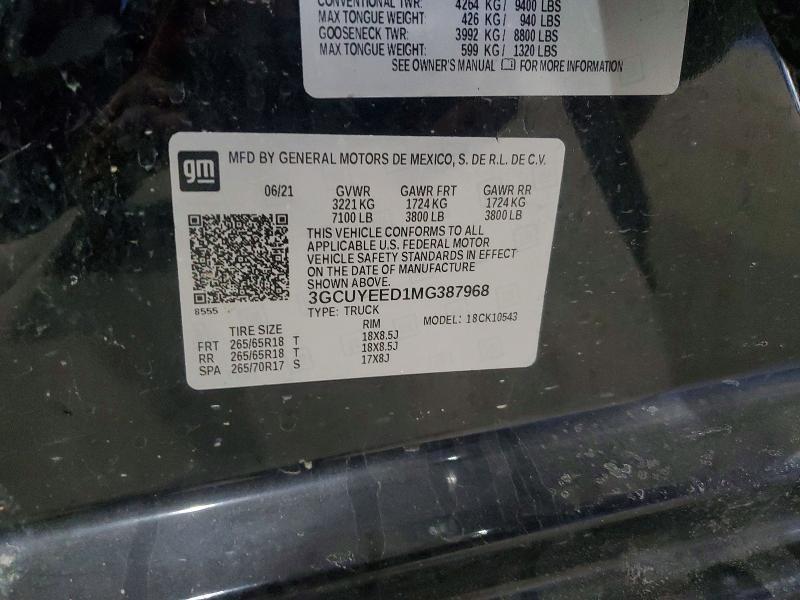 CONVENTIONAL TWR: 4264 KG/ 9400 LBS
MAX TONGUE WEIGHT: 426 KG/ 940 LBS
GOOSENECK TWR: 3992 KG/ 8800 LBS
MAX TONGUE WEIGHT: 599 KG/ 1320 LBS
SEE OWNER'S MANUAL FOR MORE INFORMATION
gm MFD BY GENERAL MOTORS DE MEXICO, S. DE R.L. DE C.V.
06/21 GVWR GAWR FRT GAWR RR
3221 KG 1724 KG 1724 KG
7100 LB 3800 LB 3800 LB
THIS VEHICLE CONFORMS TO ALL
APPLICABLE U.S. FEDERAL MOTOR
VEHICLE SAFETY STANDARDS IN EFFECT
ON THE DATE OF MANUFACTURE
SHOWN ABOVE.
3GCUYEED1MG387968
8555 TYPE: TRUCK MODEL: 18CK10543
TIRE SIZE RIM
FRT 265/65R18 T 18X8.5J
RR 265/65R18 T 18X8.5J
SPA 265/70R17 S 17X8J